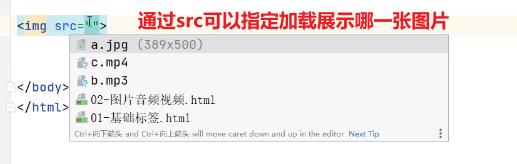 通过src可以指定加载展示哪一张图片
<img src="">
a.jpg (389x500)
c.mp4
b.mp3
02-图片音频视频.html
01-基础标签.html
Ctrl+向下箭头 and Ctrl+向上箭头 will move caret down and up in the editor Next Tip
</body>
</html>